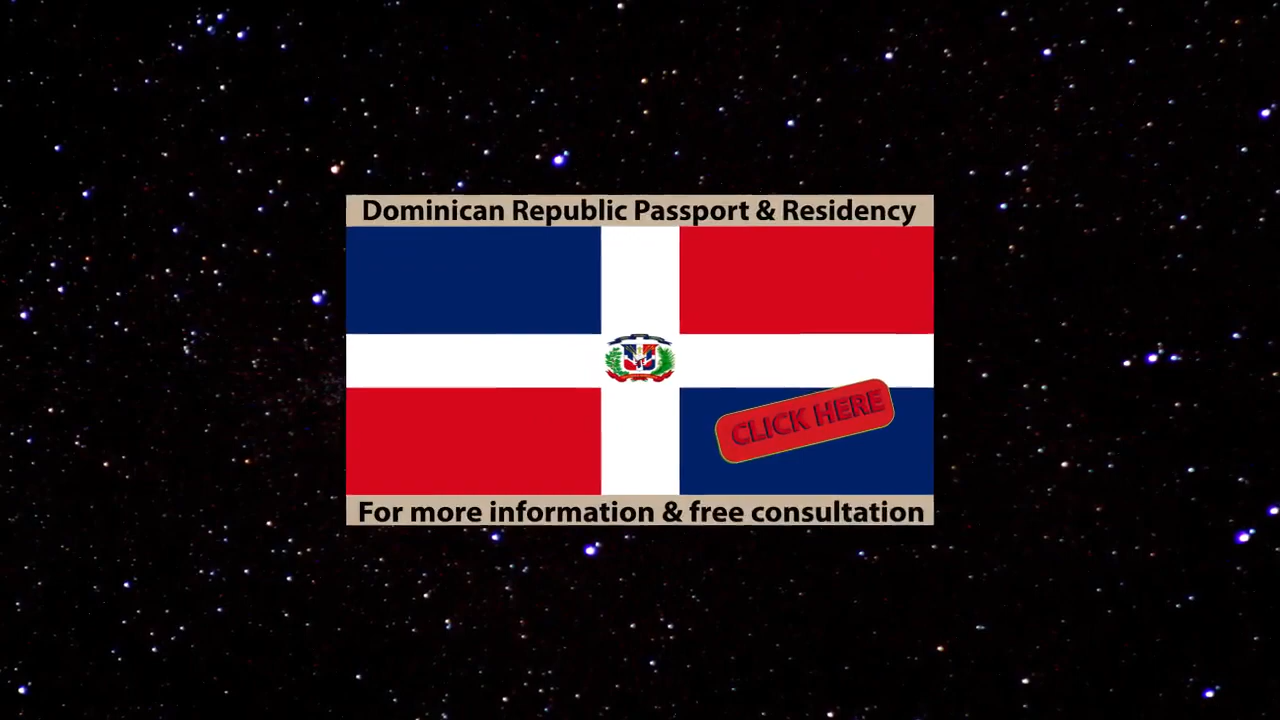 Dominican Republic Passport & Residency
CLICK HERE
For more information & free consultation